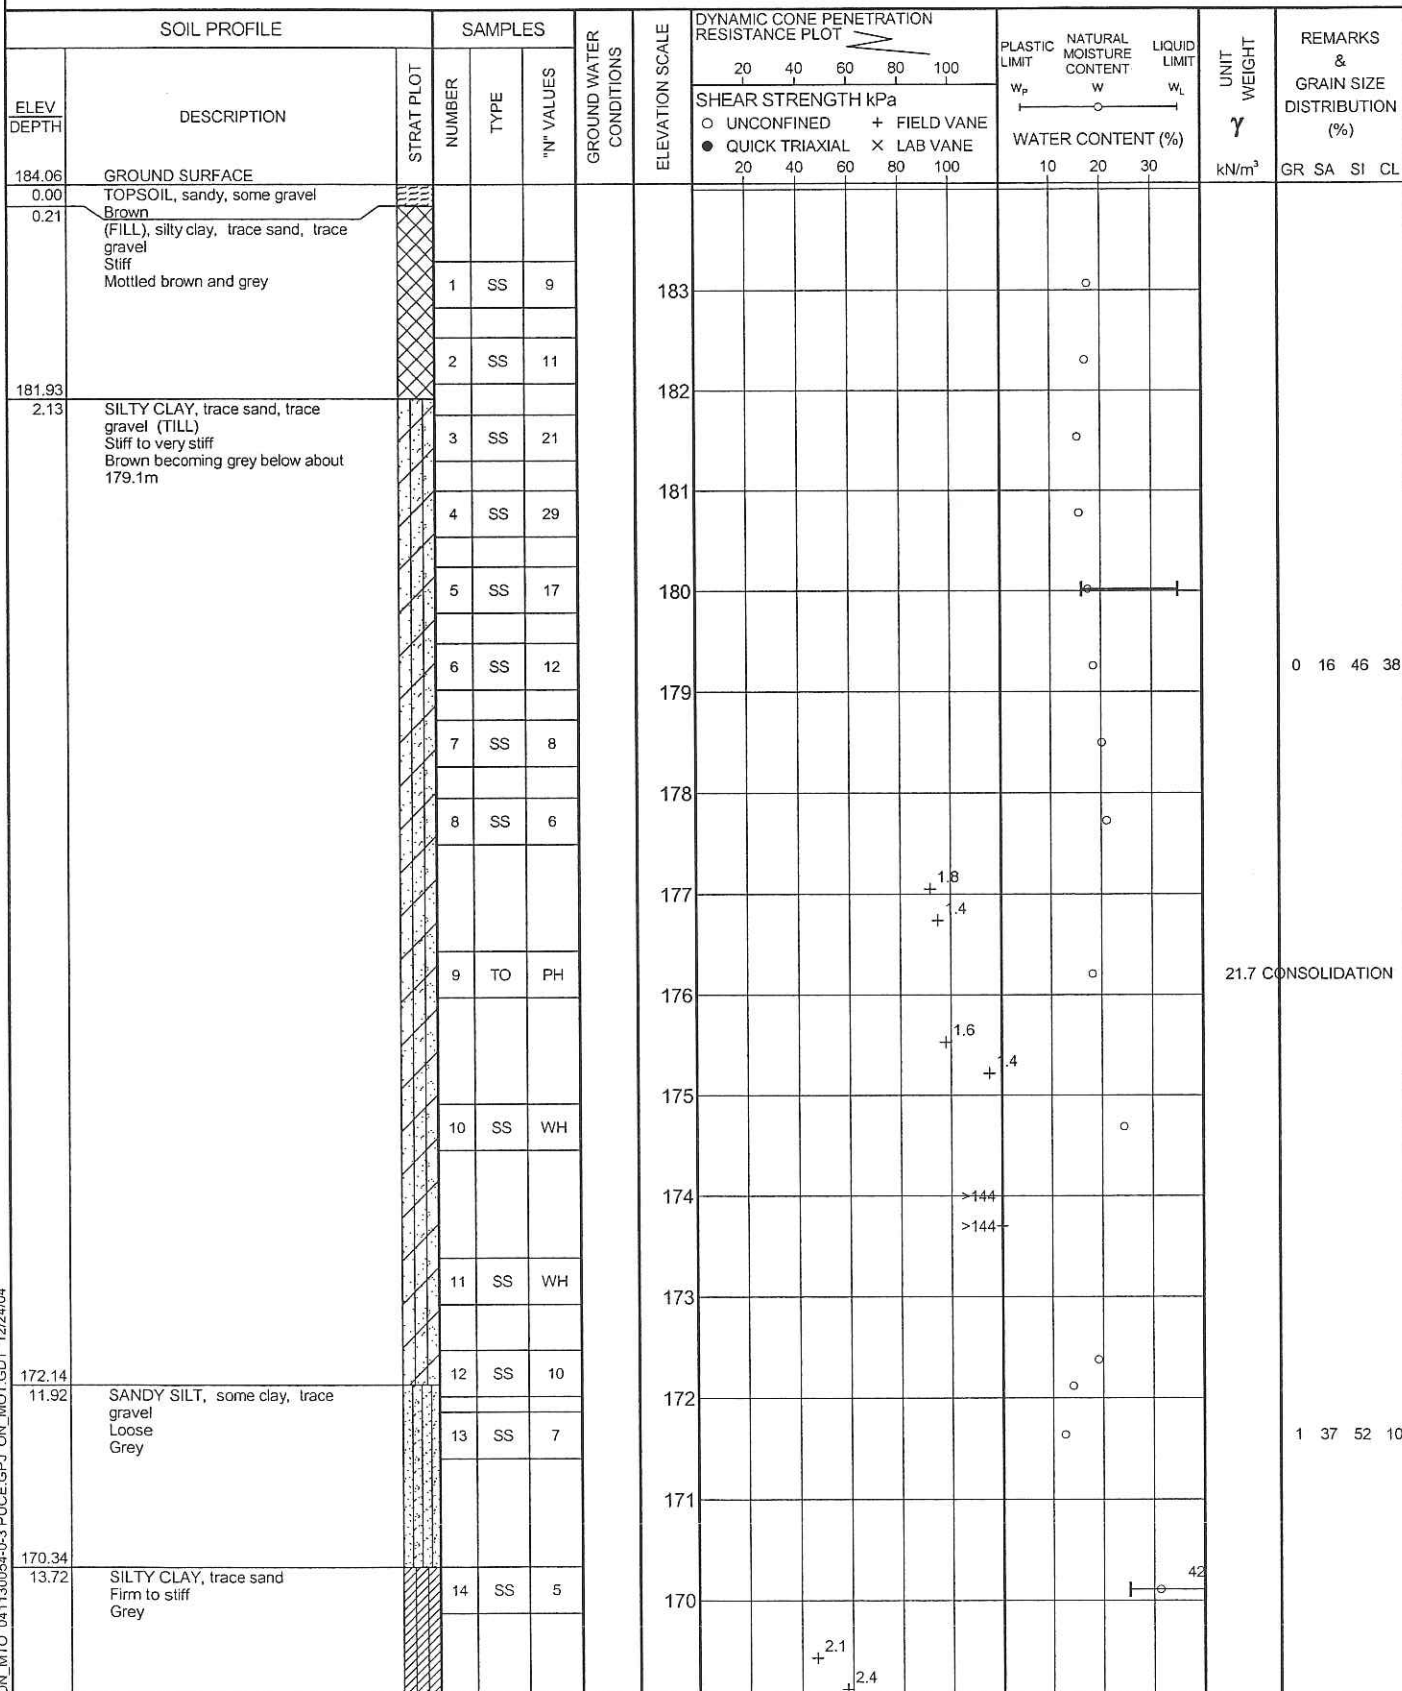 SOIL PROFILE
SAMPLES
GROUND WATER CONDITIONS
ELEVATION SCALE
DYNAMIC CONE PENETRATION
RESISTANCE PLOT
20 40 60 80 100
SHEAR STRENGTH kPa
○ UNCONFINED + FIELD VANE
● QUICK TRIAXIAL × LAB VANE
20 40 60 80 100
PLASTIC LIMIT
NATURAL MOISTURE CONTENT
LIQUID LIMIT
WP W WL
WATER CONTENT (%)
10 20 30
UNIT WEIGHT
γ
kN/m³
REMARKS
&
GRAIN SIZE
DISTRIBUTION
(%)
GR SA SI CL
ELEV
DEPTH
DESCRIPTION
STRAT PLOT
NUMBER
TYPE
"N" VALUES
184.06 GROUND SURFACE
0.00 TOPSOIL, sandy, some gravel
Brown
0.21 (FILL), silty clay, trace sand, trace
gravel
Stiff
Mottled brown and grey
1 SS 9
183
2 SS 11
182
181.93
2.13 SILTY CLAY, trace sand, trace
gravel (TILL)
Stiff to very stiff
Brown becoming grey below about
179.1m
3 SS 21
181
4 SS 29
5 SS 17
180
6 SS 12
0 16 46 38
179
7 SS 8
178
8 SS 6
1.8
177
.4
9 TO PH
21.7 CONSOLIDATION
176
1.6
1.4
175
10 SS WH
174
>144
>144
11 SS WH
173
12 SS 10
172.14
11.92 SANDY SILT, some clay, trace
gravel
Loose
Grey
172
13 SS 7
1 37 52 10
171
170.34
13.72 SILTY CLAY, trace sand
Firm to stiff
Grey
14 SS 5
42
170
2.1
2.4